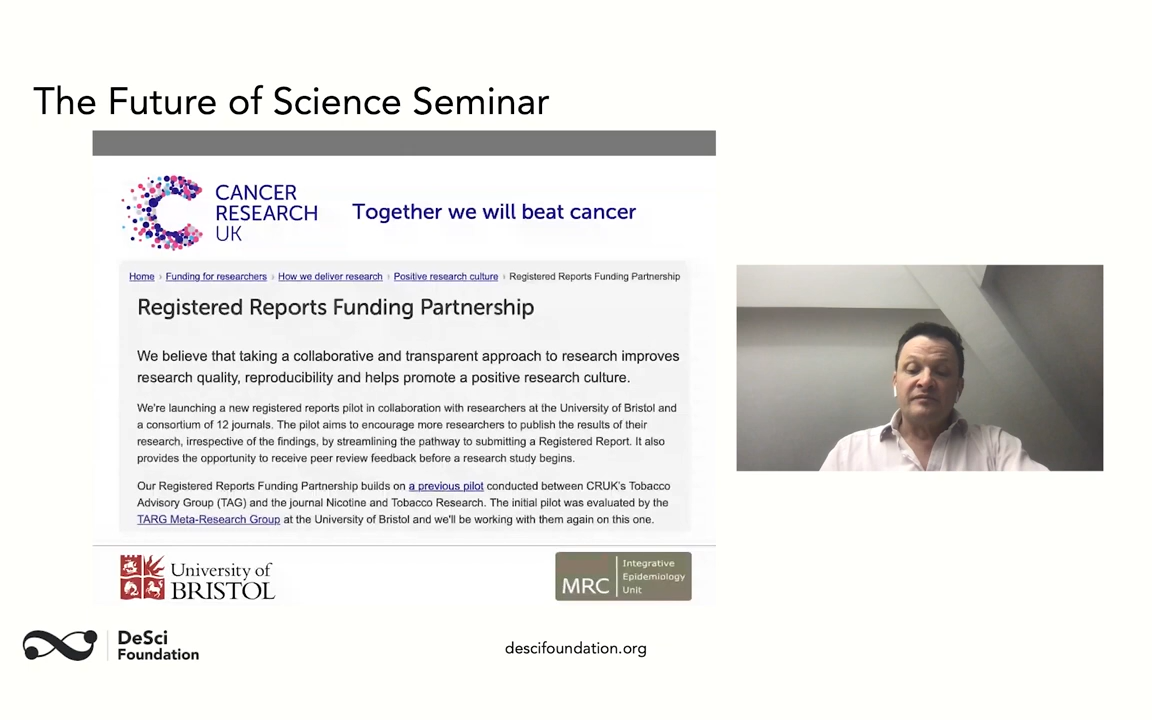 The Future of Science Seminar
CANCER
RESEARCH
UK
Together we will beat cancer
Home › Funding for researchers › How we deliver research › Positive research culture › Registered Reports Funding Partnership
Registered Reports Funding Partnership
We believe that taking a collaborative and transparent approach to research improves
research quality, reproducibility and helps promote a positive research culture.
We're launching a new registered reports pilot in collaboration with researchers at the University of Bristol and
a consortium of 12 journals. The pilot aims to encourage more researchers to publish the results of their
research, irrespective of the findings, by streamlining the pathway to submitting a Registered Report. It also
provides the opportunity to receive peer review feedback before a research study begins.
Our Registered Reports Funding Partnership builds on a previous pilot conducted between CRUK's Tobacco
Advisory Group (TAG) and the journal Nicotine and Tobacco Research. The initial pilot was evaluated by the
TARG Meta-Research Group at the University of Bristol and we'll be working with them again on this one.
University of
BRISTOL
MRC
Integrative
Epidemiology
Unit
DeSci
Foundation
descifoundation.org